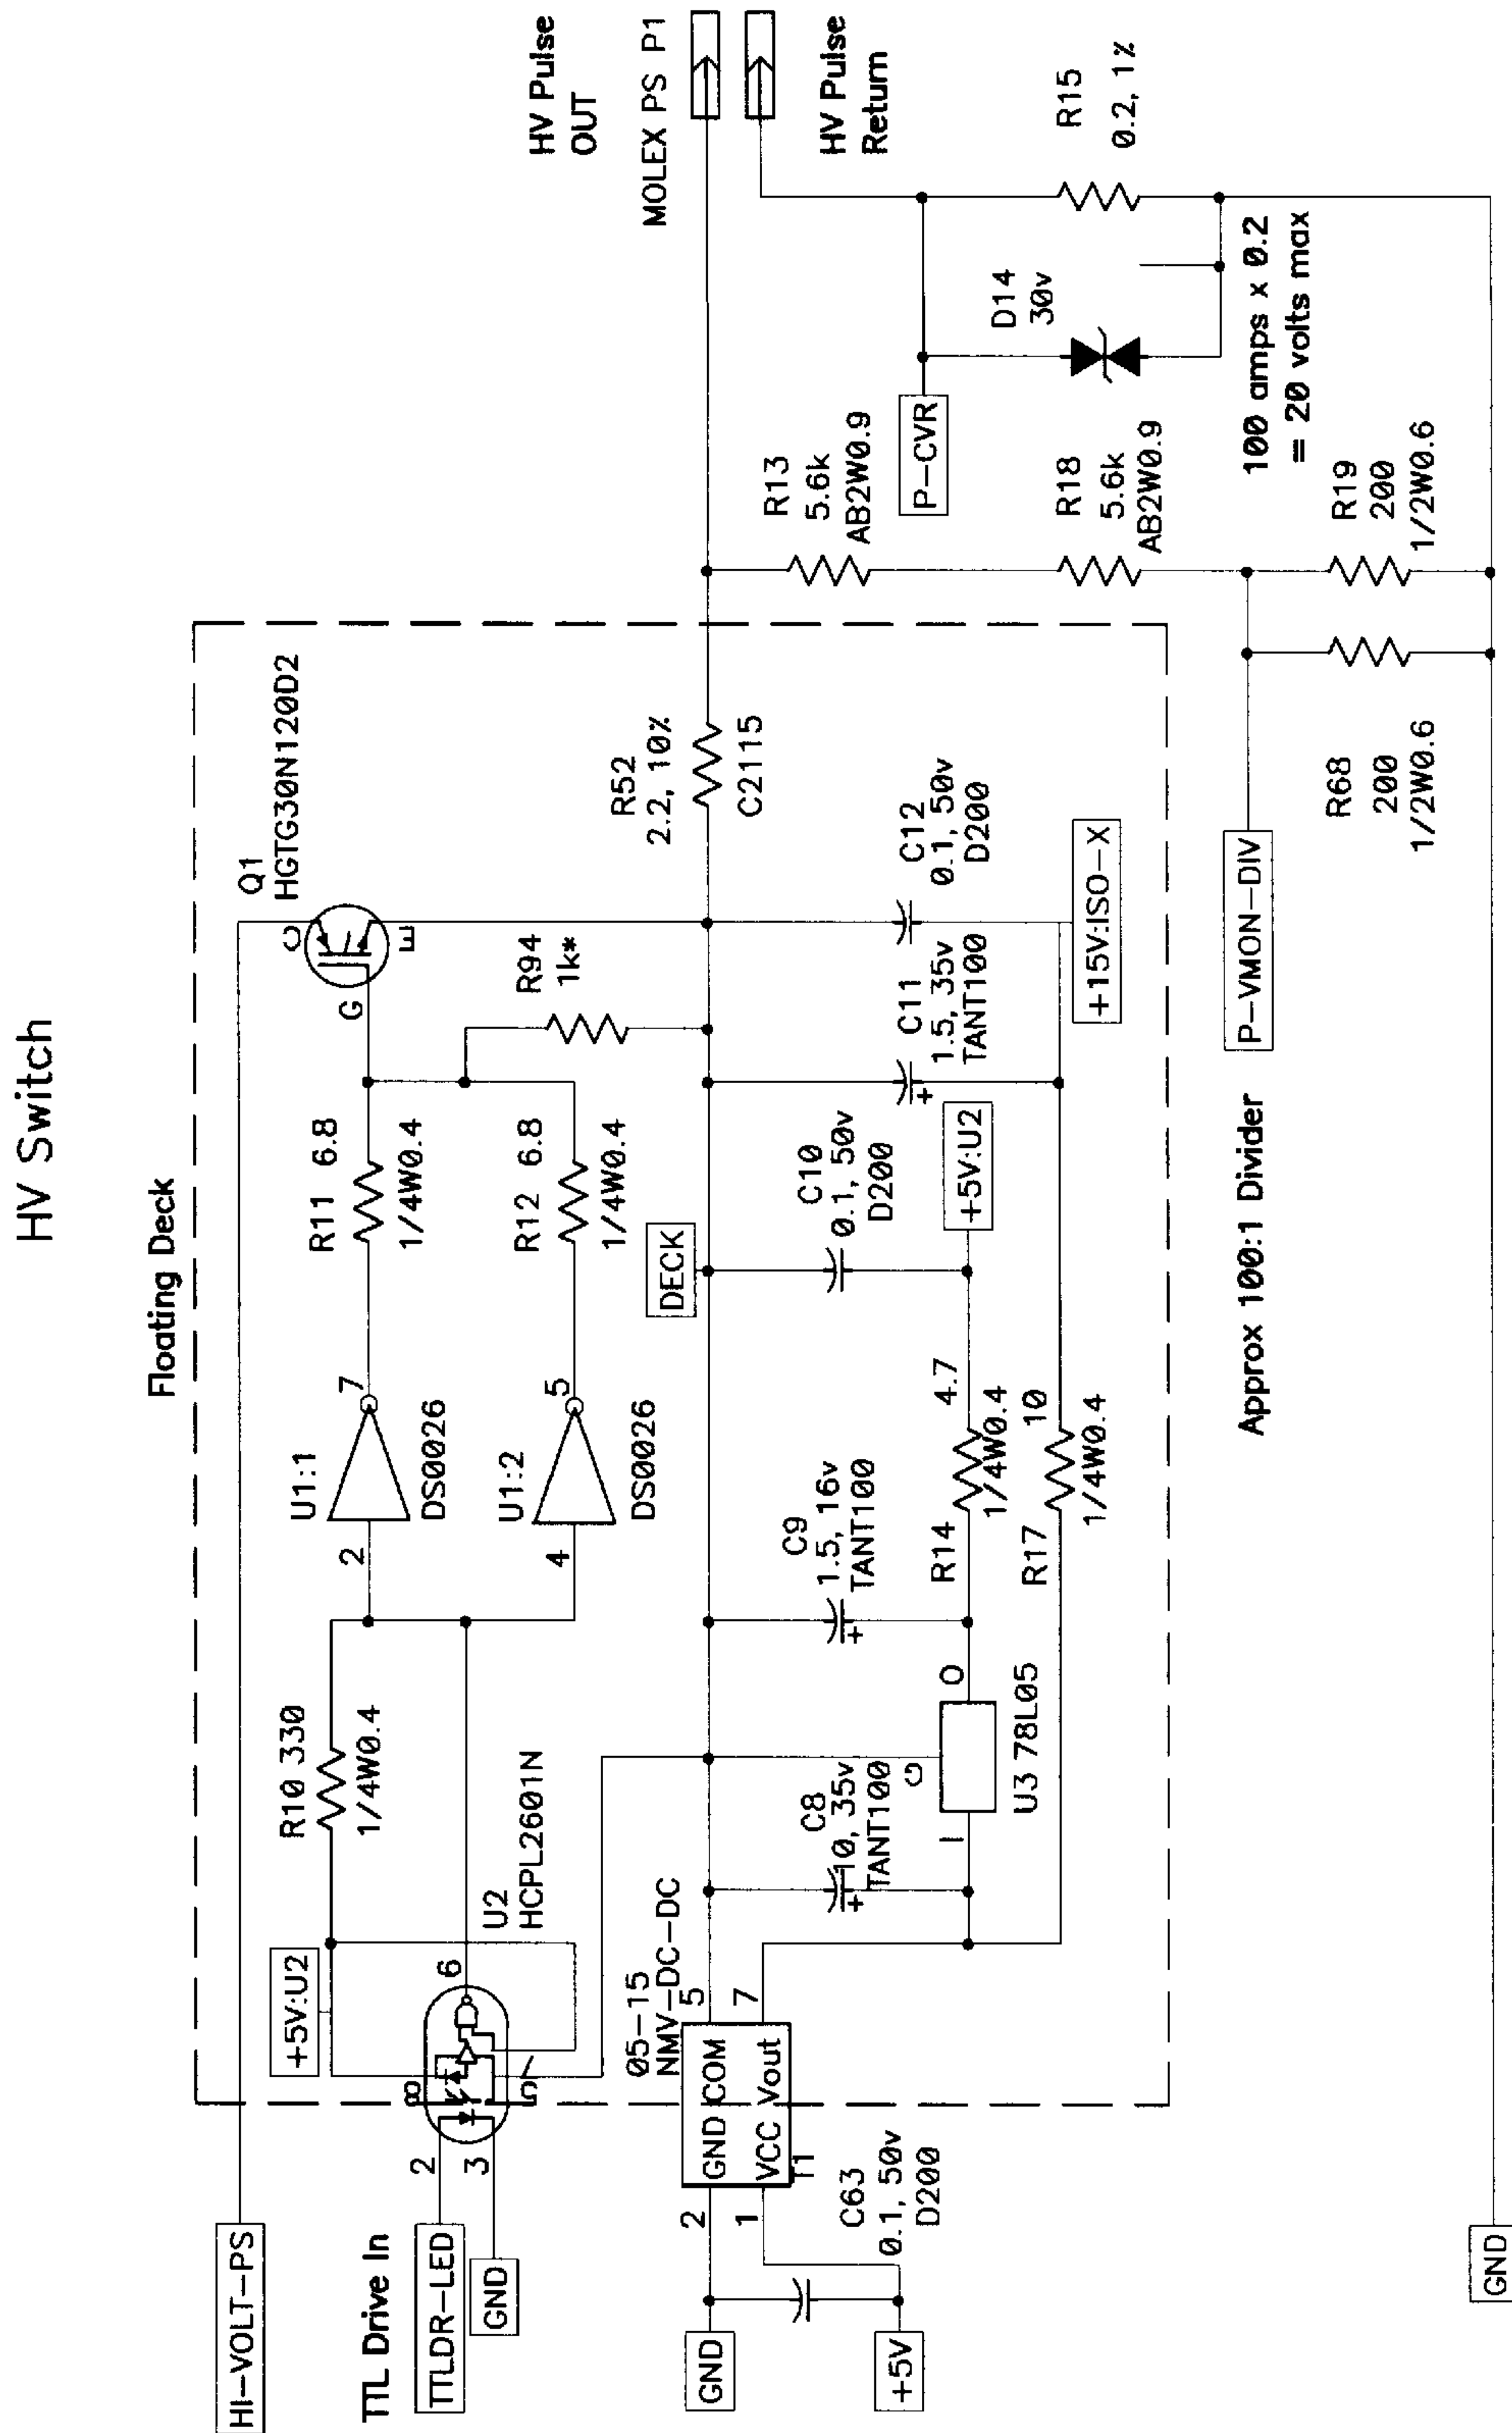 HV Switch
Floating Deck
HI-VOLT-PS
TTL Drive In
TTLDR-LED
GND
2
3
8
5
7
6
+5V:U2
U2
HCPL2601N
R10 330
1/4W0.4
2
4
U1:1
7
DS0026
U1:2
5
DS0026
R11 6.8
1/4W0.4
R12 6.8
1/4W0.4
R94
1k*
Q1
HGTG30N120D2
C
G
E
R52
2.2, 10%
C2115
GND
+5V
2
1
C63
0.1, 50v
D200
GND COM
VCC Vout
T1
05-15
NMV-DC-DC
5
7
C8
10, 35v
TANT100
I
G
O
U3 78L05
C9
1.5, 16v
TANT100
R14
4.7
1/4W0.4
R17
10
1/4W0.4
DECK
C10
0.1, 50v
D200
+5V:U2
C11
1.5, 35v
TANT100
C12
0.1, 50v
D200
+15V:ISO-X
Approx 100:1 Divider
P-VMON-DIV
R68
200
1/2W0.6
R19
200
1/2W0.6
R13
5.6k
AB2W0.9
R18
5.6k
AB2W0.9
P-CVR
D14
30v
R15
0.2, 1%
100 amps x 0.2
= 20 volts max
HV Pulse
OUT
MOLEX PS P1
HV Pulse
Return
GND